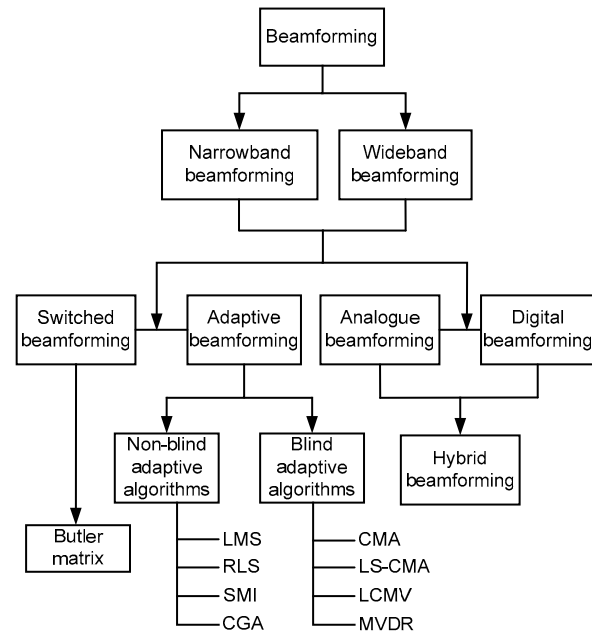 Beamforming
Narrowband
beamforming
Wideband
beamforming
Switched
beamforming
Adaptive
beamforming
Analogue
beamforming
Digital
beamforming
Non-blind
adaptive
algorithms
Blind
adaptive
algorithms
Hybrid
beamforming
Butler
matrix
LMS
RLS
SMI
CGA
CMA
LS-CMA
LCMV
MVDR